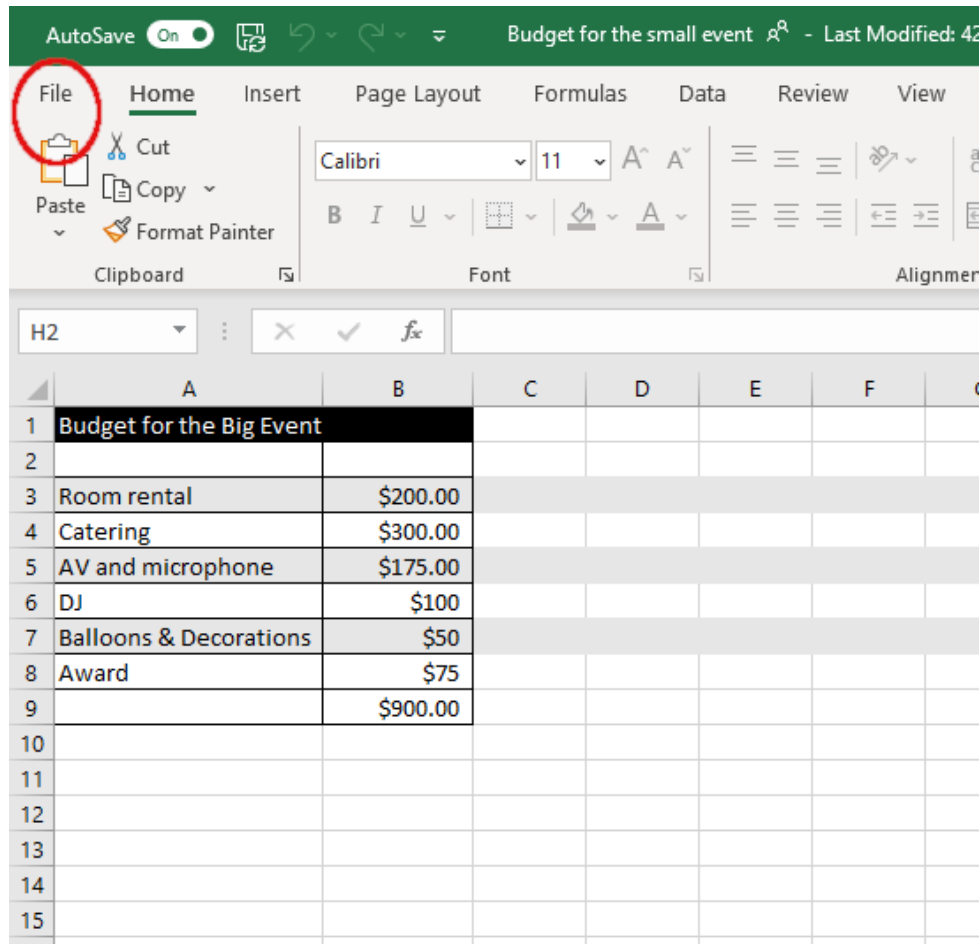 AutoSave On Budget for the small event - Last Modified: 42
File Home Insert Page Layout Formulas Data Review View
Cut
Calibri 11 A A
Copy
Paste
B I U A
Format Painter
Clipboard Font Alignmen
H2 fx
A B C D E F
1 Budget for the Big Event
2
3 Room rental $200.00
4 Catering $300.00
5 AV and microphone $175.00
6 DJ $100
7 Balloons & Decorations $50
8 Award $75
9 $900.00
10
11
12
13
14
15